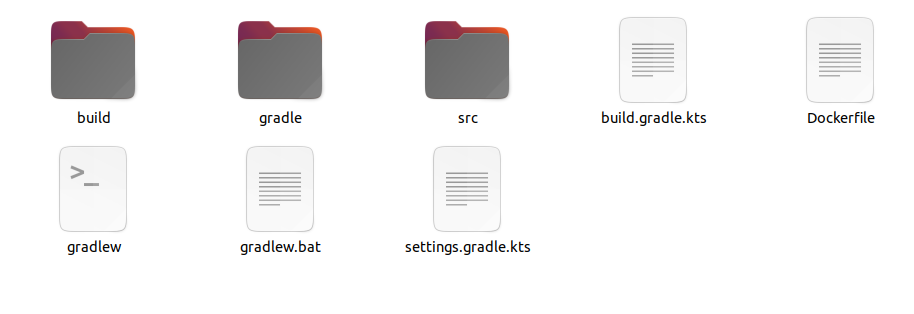 build
gradle
src
build.gradle.kts
Dockerfile
gradlew
gradlew.bat
settings.gradle.kts